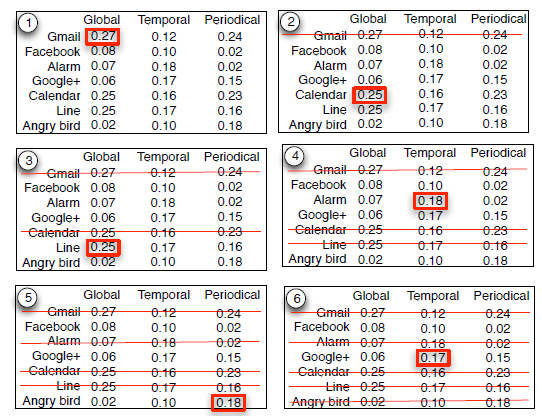 1
Global Temporal Periodical
Gmail 0.27 0.12 0.24
Facebook 0.08 0.10 0.02
Alarm 0.07 0.18 0.02
Google+ 0.06 0.17 0.15
Calendar 0.25 0.16 0.23
Line 0.25 0.17 0.16
Angry bird 0.02 0.10 0.18
2
Global Temporal Periodical
Gmail 0.27 0.12 0.24
Facebook 0.08 0.10 0.02
Alarm 0.07 0.18 0.02
Google+ 0.06 0.17 0.15
Calendar 0.25 0.16 0.23
Line 0.25 0.17 0.16
Angry bird 0.02 0.10 0.18
3
Global Temporal Periodical
Gmail 0.27 0.12 0.24
Facebook 0.08 0.10 0.02
Alarm 0.07 0.18 0.02
Google+ 0.06 0.17 0.15
Calendar 0.25 0.16 0.23
Line 0.25 0.17 0.16
Angry bird 0.02 0.10 0.18
4
Global Temporal Periodical
Gmail 0.27 0.12 0.24
Facebook 0.08 0.10 0.02
Alarm 0.07 0.18 0.02
Google+ 0.06 0.17 0.15
Calendar 0.25 0.16 0.23
Line 0.25 0.17 0.16
Angry bird 0.02 0.10 0.18
5
Global Temporal Periodical
Gmail 0.27 0.12 0.24
Facebook 0.08 0.10 0.02
Alarm 0.07 0.18 0.02
Google+ 0.06 0.17 0.15
Calendar 0.25 0.16 0.23
Line 0.25 0.17 0.16
Angry bird 0.02 0.10 0.18
6
Global Temporal Periodical
Gmail 0.27 0.12 0.24
Facebook 0.08 0.10 0.02
Alarm 0.07 0.18 0.02
Google+ 0.06 0.17 0.15
Calendar 0.25 0.16 0.23
Line 0.25 0.17 0.16
Angry bird 0.02 0.10 0.18